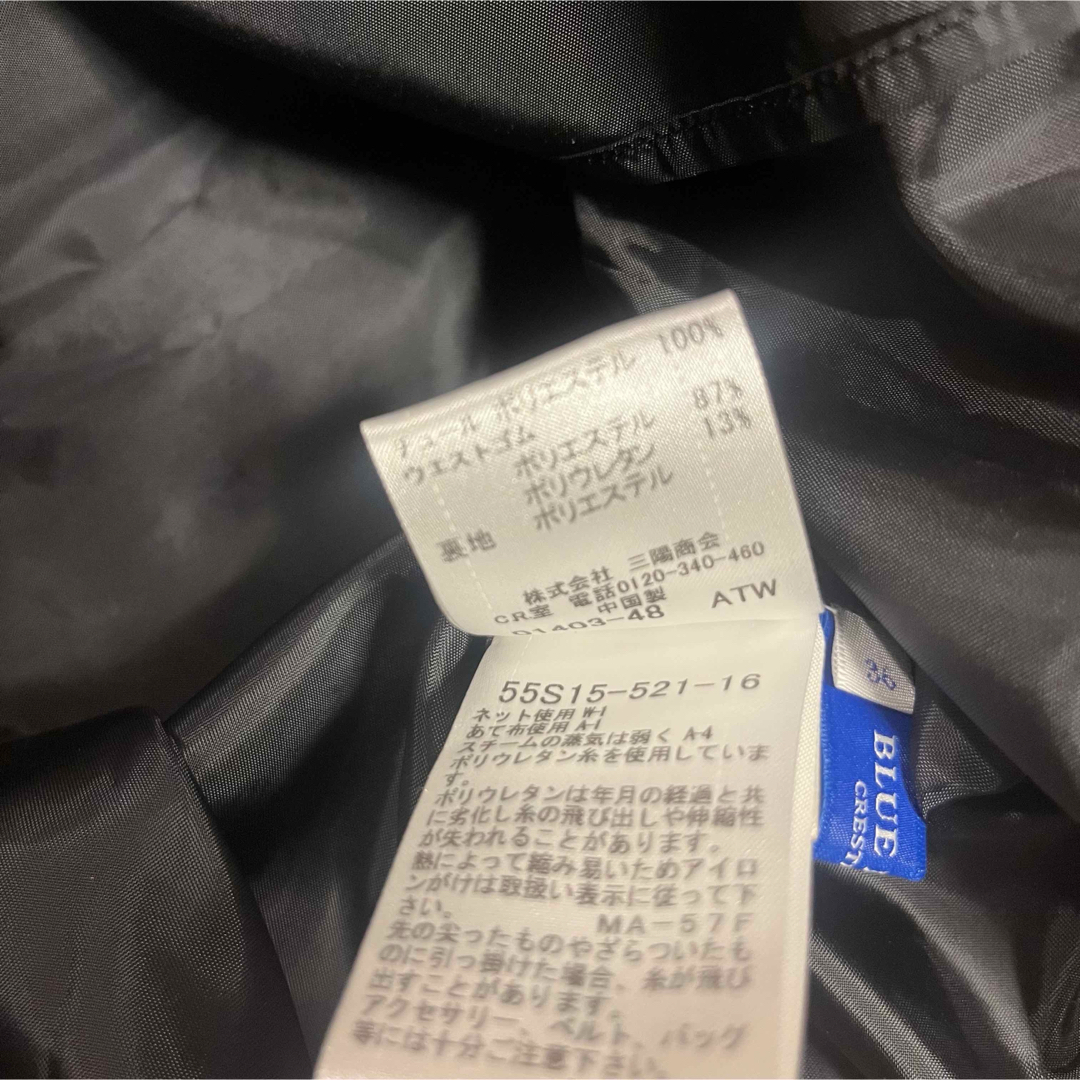 チュール ポリエステル 100%
ウェストゴム
ポリエステル 87%
ポリウレタン 13%
裏地 ポリエステル
株式会社 三陽商会
CR室 電話0120-340-460
中国製
D1403-48 ATW
55S15-521-16
ネット使用 W-I
あて布使用 A-I
スチームの蒸気は弱く A-4
ポリウレタン糸を使用していま
す。
ポリウレタンは年月の経過と共
に劣化し糸の飛び出しや伸縮性
が失われることがあります。
熱によって縮み易いためアイロ
ンがけは取扱い表示に従って下
さい。
MA-57F
先の尖ったものやざらついたも
のに引っ掛けた場合、糸が飛び
出すことがあります。
アクセサリー、ベルト、バッグ
等には十分ご注意下さい。
36
BLUE
CREST